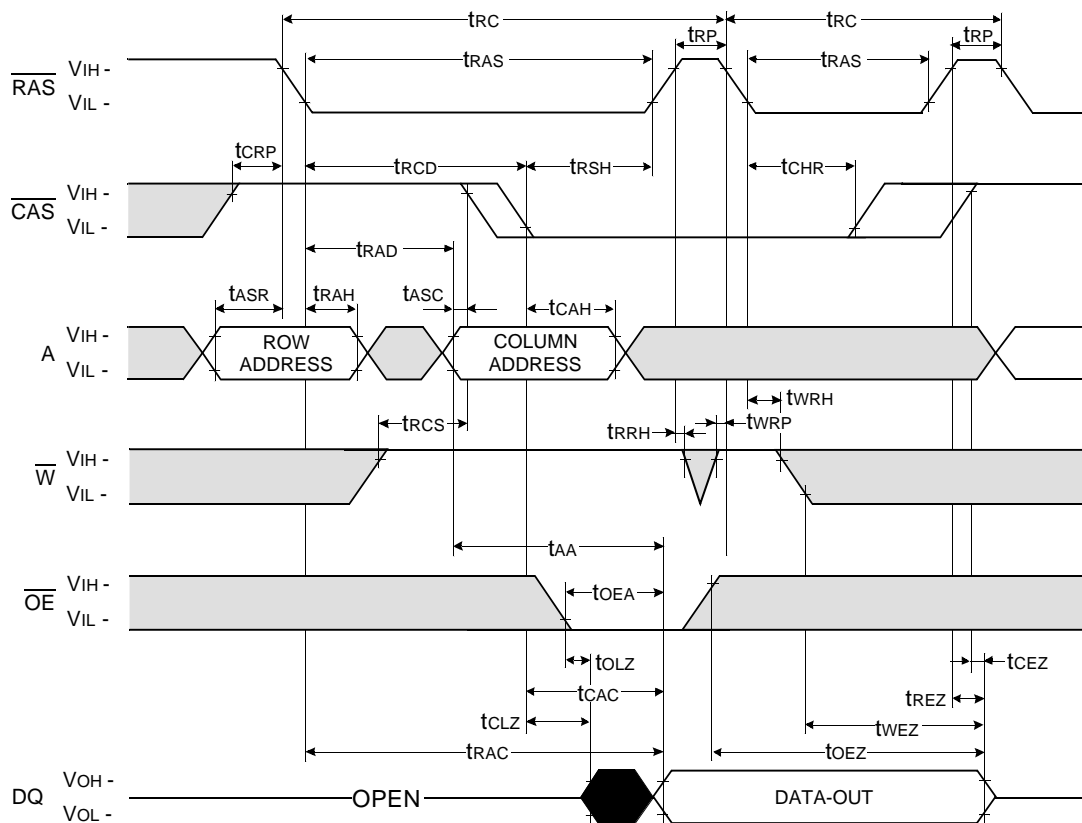 tRC tRC
tRP tRP
RAS VIH - tRAS tRAS
VIL -
tCRP tRCD tRSH tCHR
CAS VIH -
VIL -
tRAD
tASR tRAH tASC tCAH
A VIH - ROW ADDRESS COLUMN ADDRESS
VIL -
tWRH
tRCS tRRH tWRP
W VIH -
VIL -
tAA
OE VIH - tOEA
VIL -
tOLZ tCEZ
tCAC tREZ
tCLZ tWEZ
tRAC tOEZ
DQ VOH - OPEN DATA-OUT
VOL -